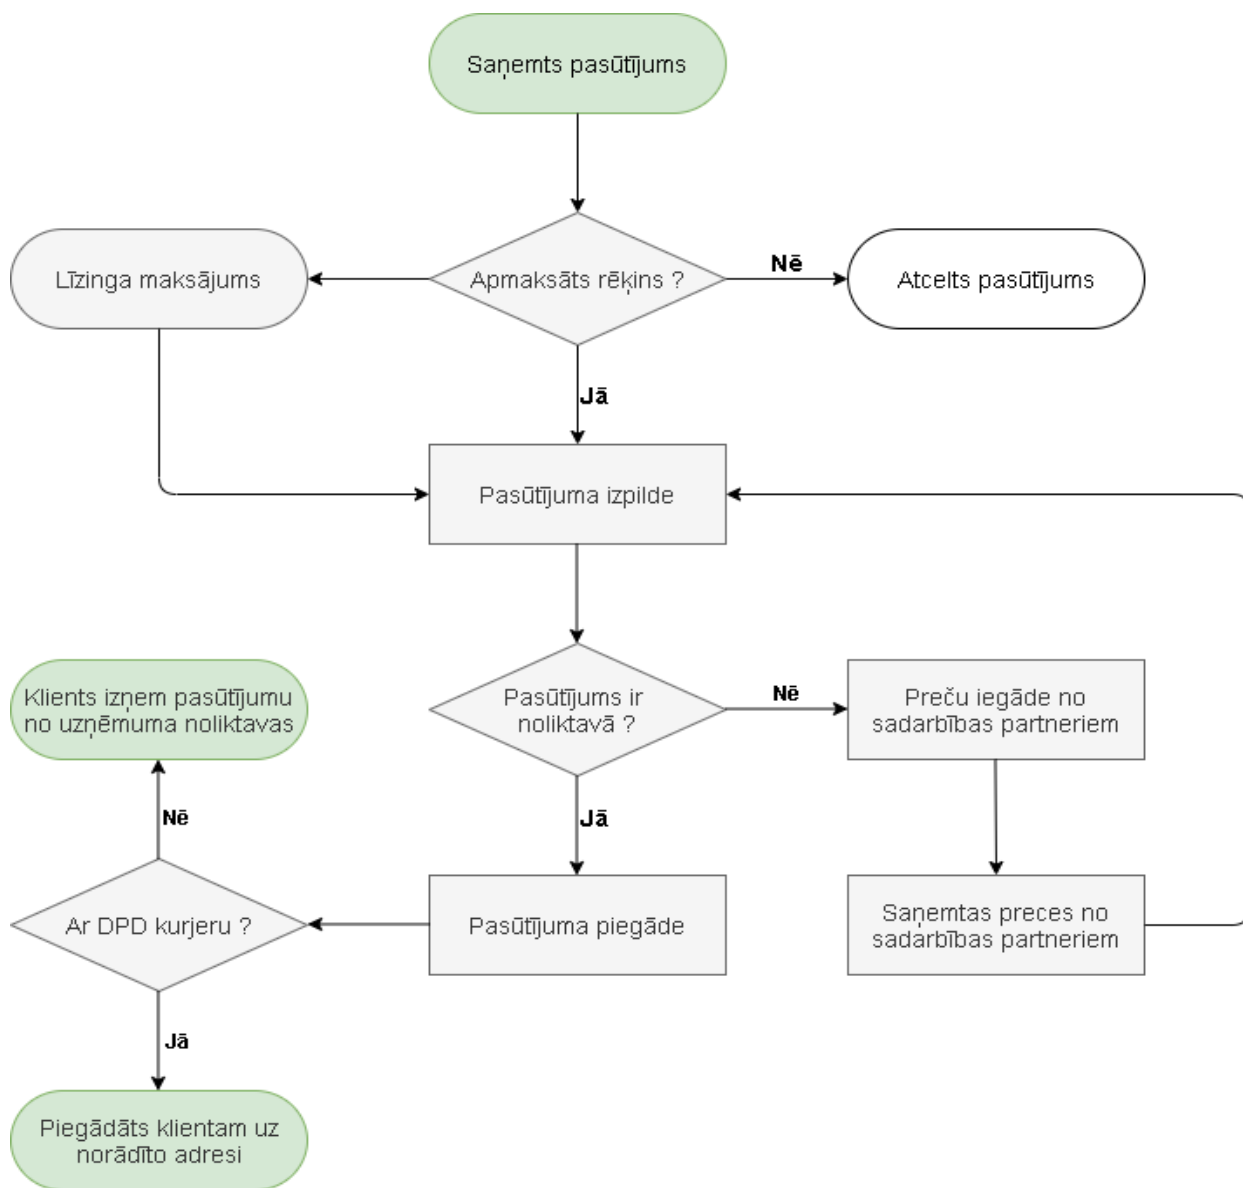 Saņemts pasūtījums
Līzinga maksājums
Apmaksāts rēķins ?
Nē
Atcelts pasūtījums
Jā
Pasūtījuma izpilde
Klients izņem pasūtījumu
no uzņēmuma noliktavas
Pasūtījums ir
noliktavā ?
Nē
Preču iegāde no
sadarbības partneriem
Nē
Jā
Ar DPD kurjeru ?
Pasūtījuma piegāde
Saņemtas preces no
sadarbības partneriem
Jā
Piegādāts klientam uz
norādīto adresi